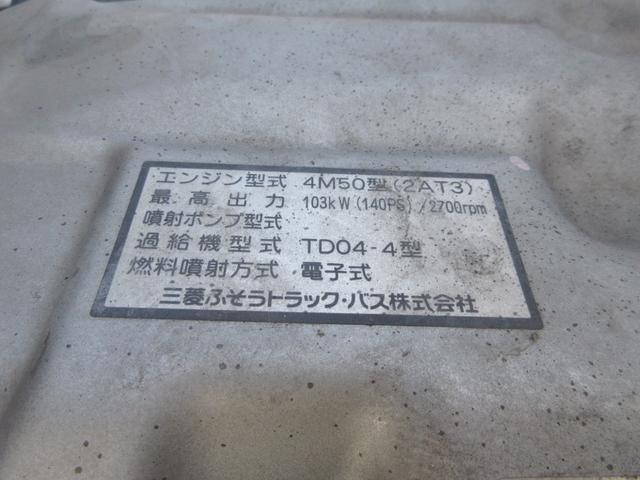 エンジン型式 4M50型(2AT3)
最高出力 103kW(140PS)/2700rpm
噴射ポンプ型式
過給機型式 TD04-4型
燃料噴射方式 電子式
三菱ふそうトラック・バス株式会社